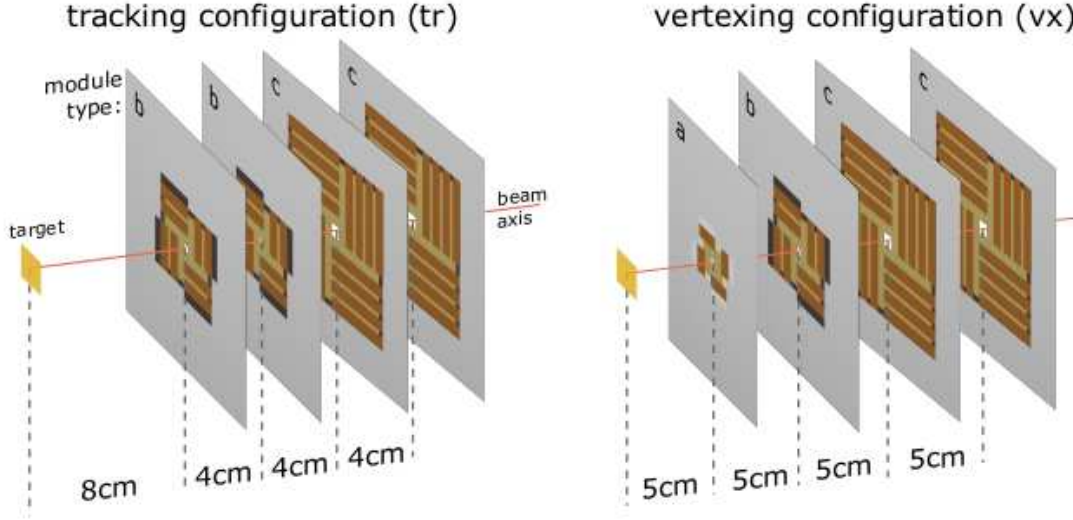 tracking configuration (tr)
vertexing configuration (vx)
module
type:
b
b
c
c
target
beam
axis
8cm
4cm
4cm
4cm
a
b
c
c
5cm
5cm
5cm
5cm